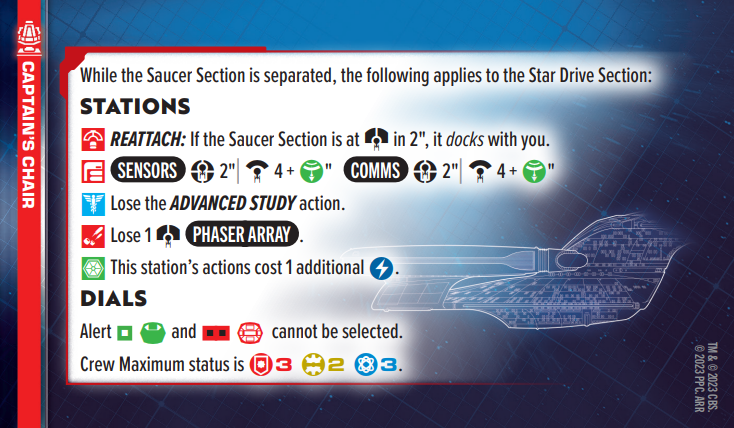 CAPTAIN'S CHAIR
While the Saucer Section is separated, the following applies to the Star Drive Section:
STATIONS
REATTACH: If the Saucer Section is at in 2", it docks with you.
SENSORS 2" | 4 + " COMMS 2" | 4 + "
Lose the ADVANCED STUDY action.
Lose 1 PHASER ARRAY.
This station's actions cost 1 additional .
DIALS
Alert and cannot be selected.
Crew Maximum status is 3 2 3.
TM & © 2023 CBS.
© 2023 PPC. ARR